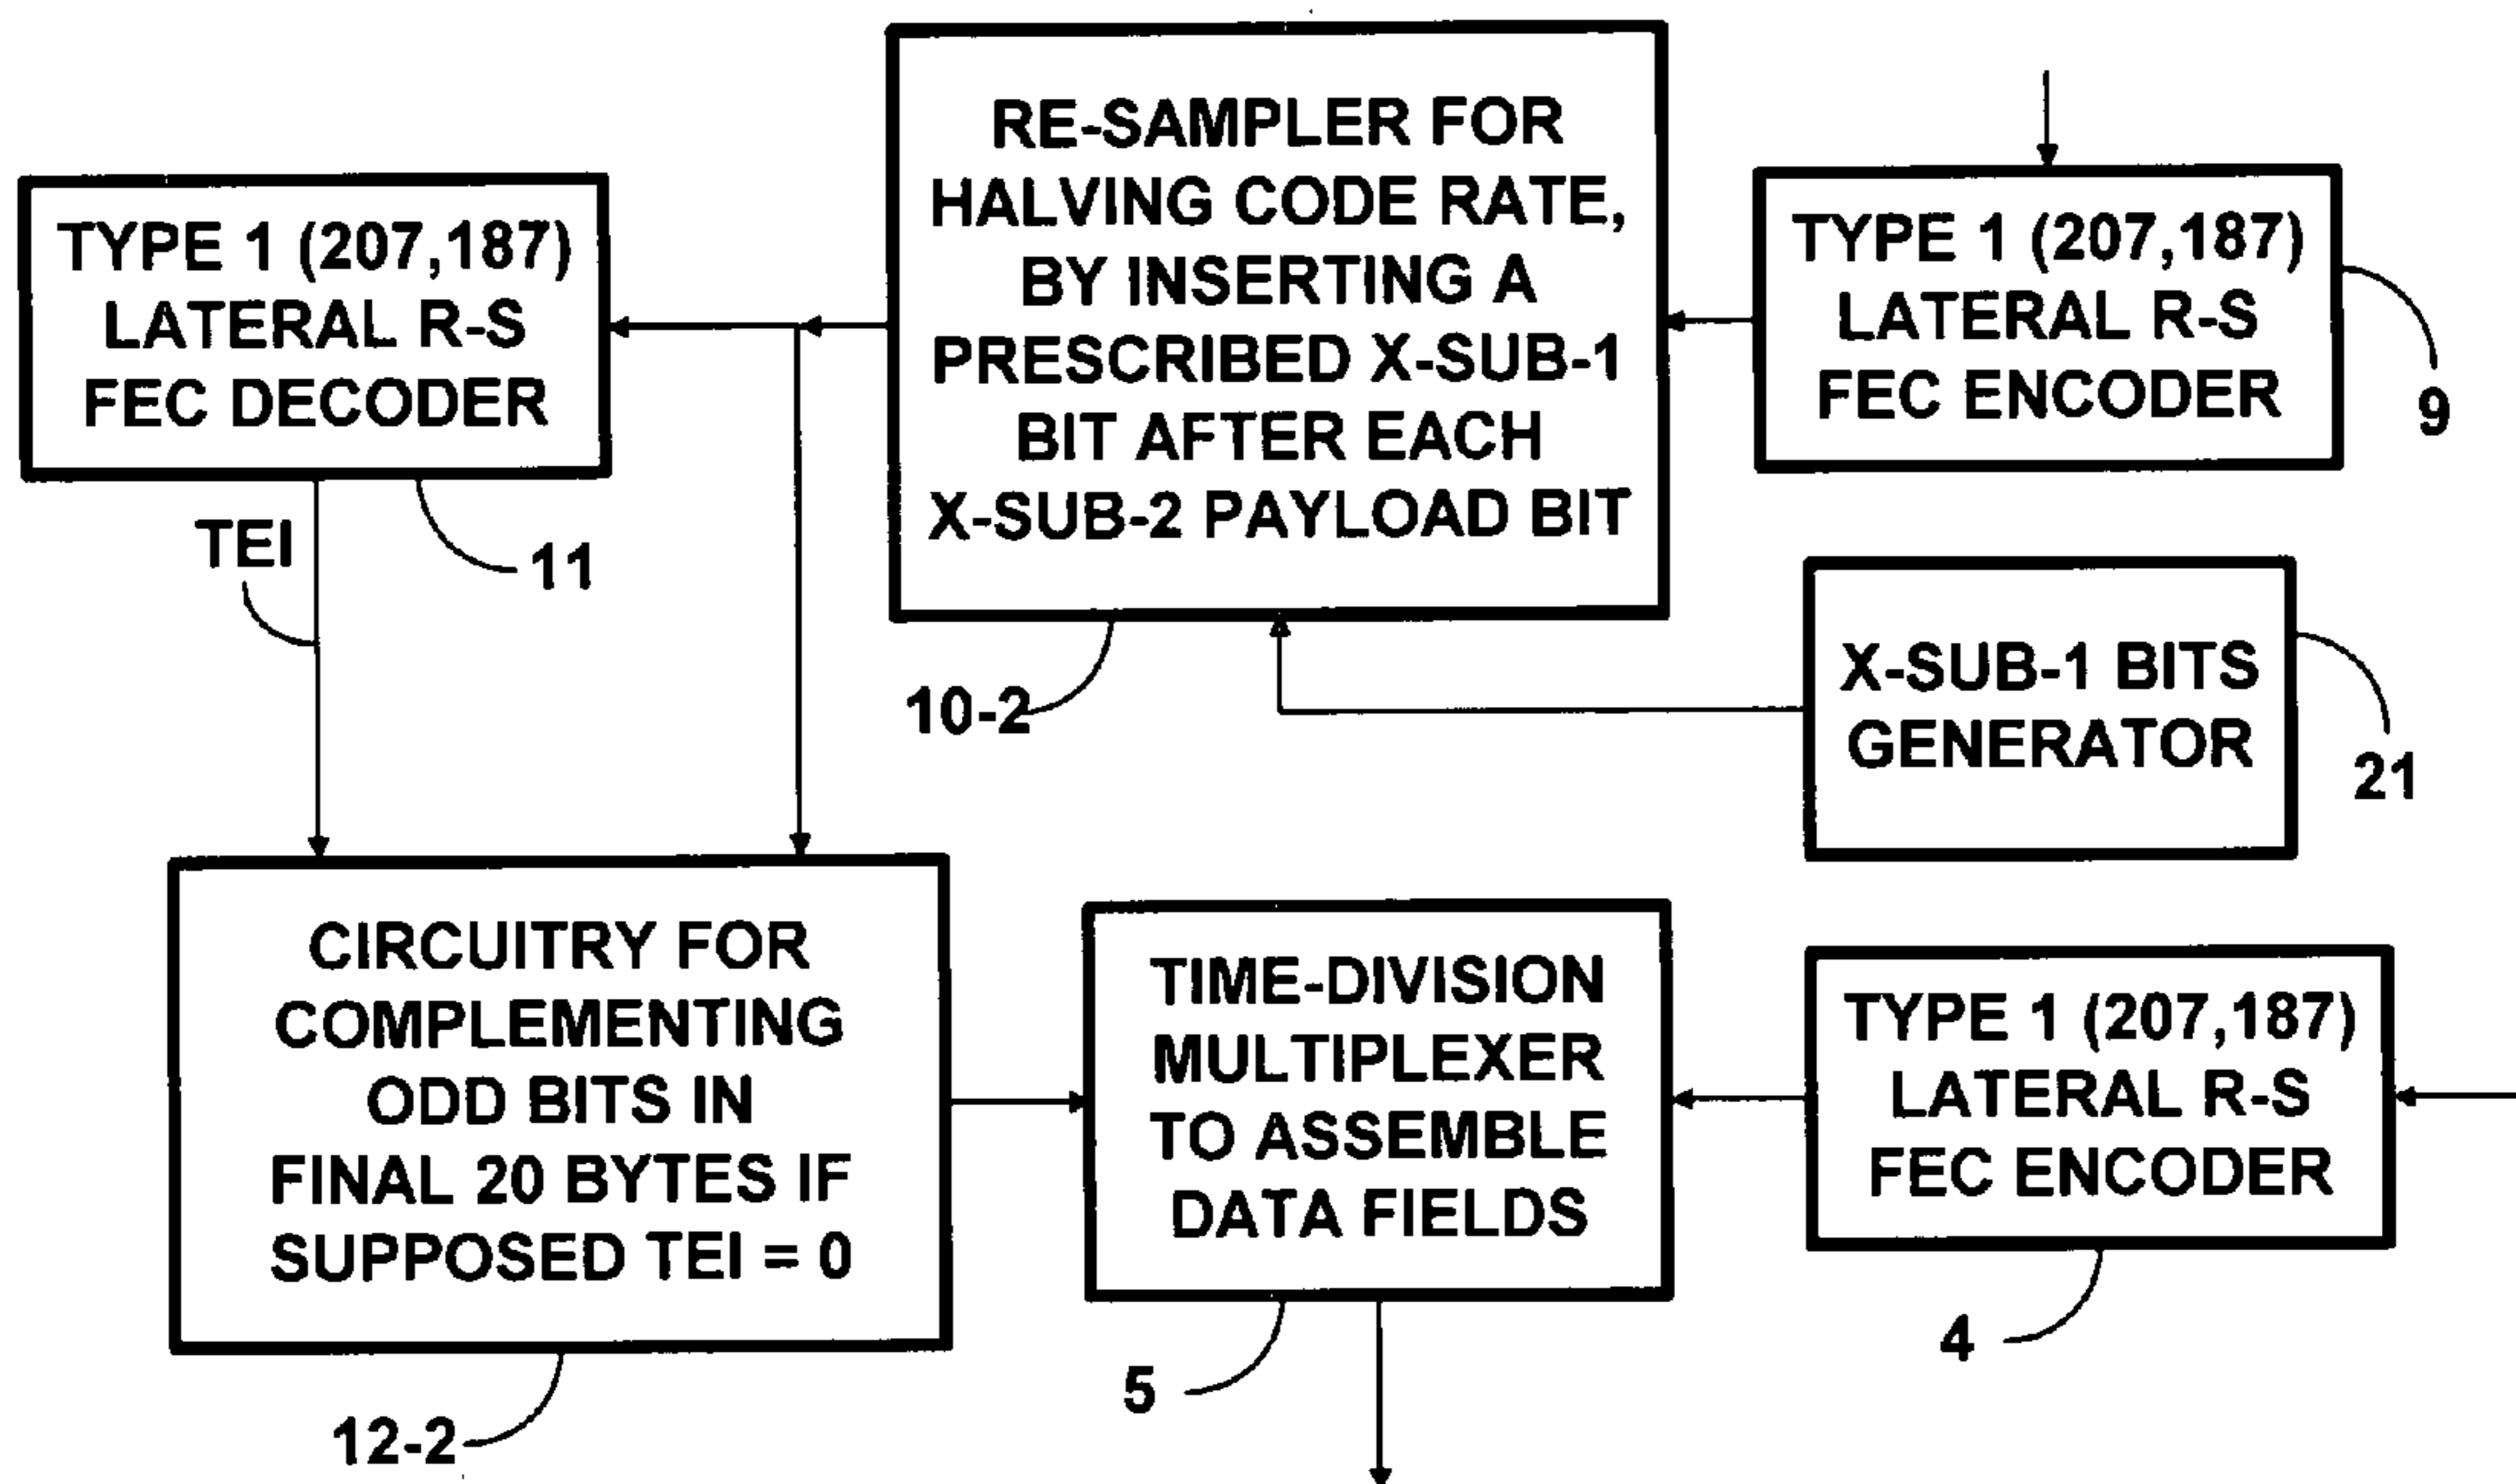 RE-SAMPLER FOR
HALVING CODE RATE,
BY INSERTING A
PRESCRIBED X-SUB-1
BIT AFTER EACH
X-SUB-2 PAYLOAD BIT
10-2
TYPE 1 (207,187)
LATERAL R-S
FEC ENCODER
9
TYPE 1 (207,187)
LATERAL R-S
FEC DECODER
11
TEI
X-SUB-1 BITS
GENERATOR
21
CIRCUITRY FOR
COMPLEMENTING
ODD BITS IN
FINAL 20 BYTES IF
SUPPOSED TEI = 0
12-2
TIME-DIVISION
MULTIPLEXER
TO ASSEMBLE
DATA FIELDS
5
TYPE 1 (207,187)
LATERAL R-S
FEC ENCODER
4